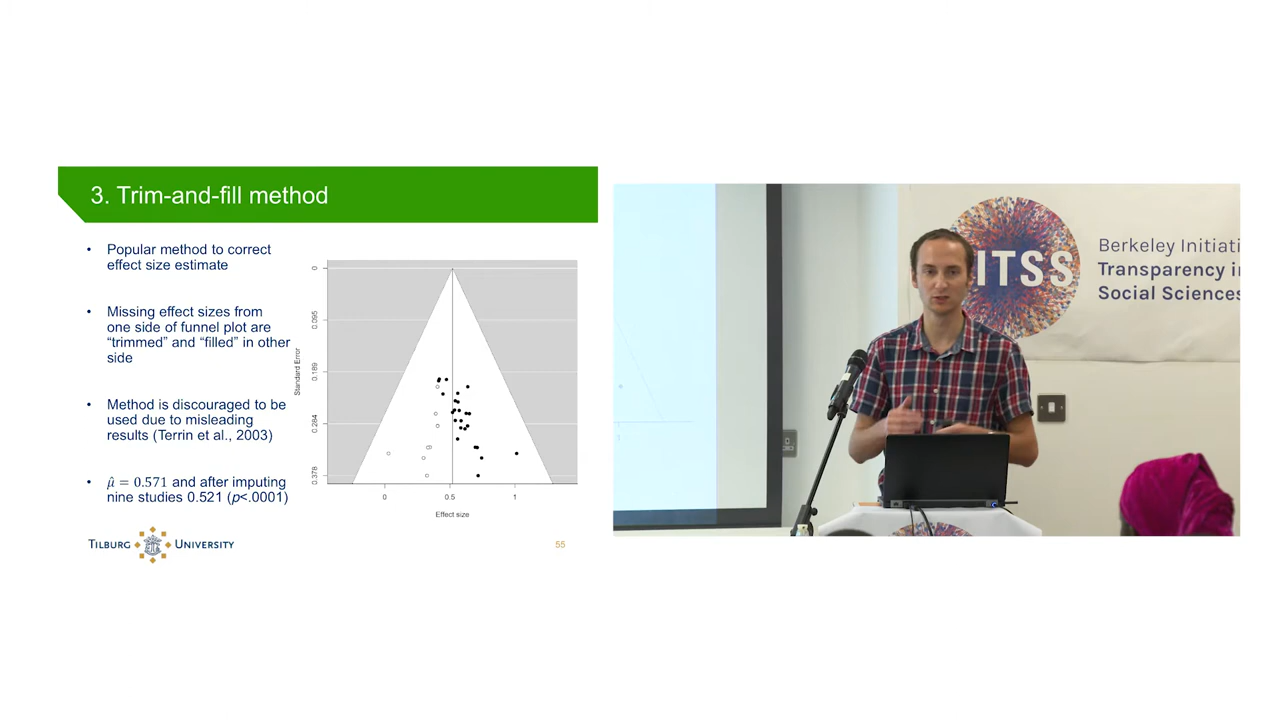 3. Trim-and-fill method
• Popular method to correct
effect size estimate
• Missing effect sizes from
one side of funnel plot are
“trimmed” and “filled” in other
side
• Method is discouraged to be
used due to misleading
results (Terrin et al., 2003)
• μ̂ = 0.571 and after imputing
nine studies 0.521 (p<.0001)
Standard Error
0
0.095
0.189
0.284
0.378
0
0.5
1
Effect size
TILBURG UNIVERSITY
55
ITSS
Berkeley Initiati
Transparency i
Social Sciences